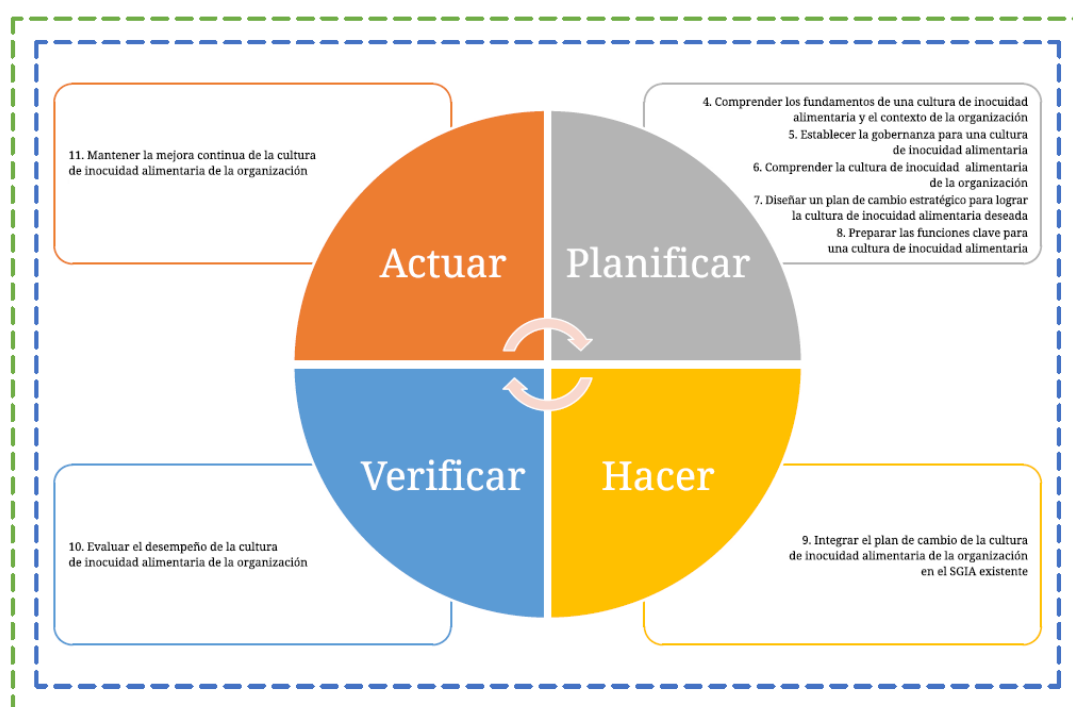 11. Mantener la mejora continua de la cultura
de inocuidad alimentaria de la organización
Actuar
4. Comprender los fundamentos de una cultura de inocuidad
alimentaria y el contexto de la organización
5. Establecer la gobernanza para una cultura
de inocuidad alimentaria
6. Comprender la cultura de inocuidad alimentaria
de la organización
7. Diseñar un plan de cambio estratégico para lograr
la cultura de inocuidad alimentaria deseada
8. Preparar las funciones clave para
una cultura de inocuidad alimentaria
Planificar
10. Evaluar el desempeño de la cultura
de inocuidad alimentaria de la organización
Verificar
Hacer
9. Integrar el plan de cambio de la cultura
de inocuidad alimentaria de la organización
en el SGIA existente